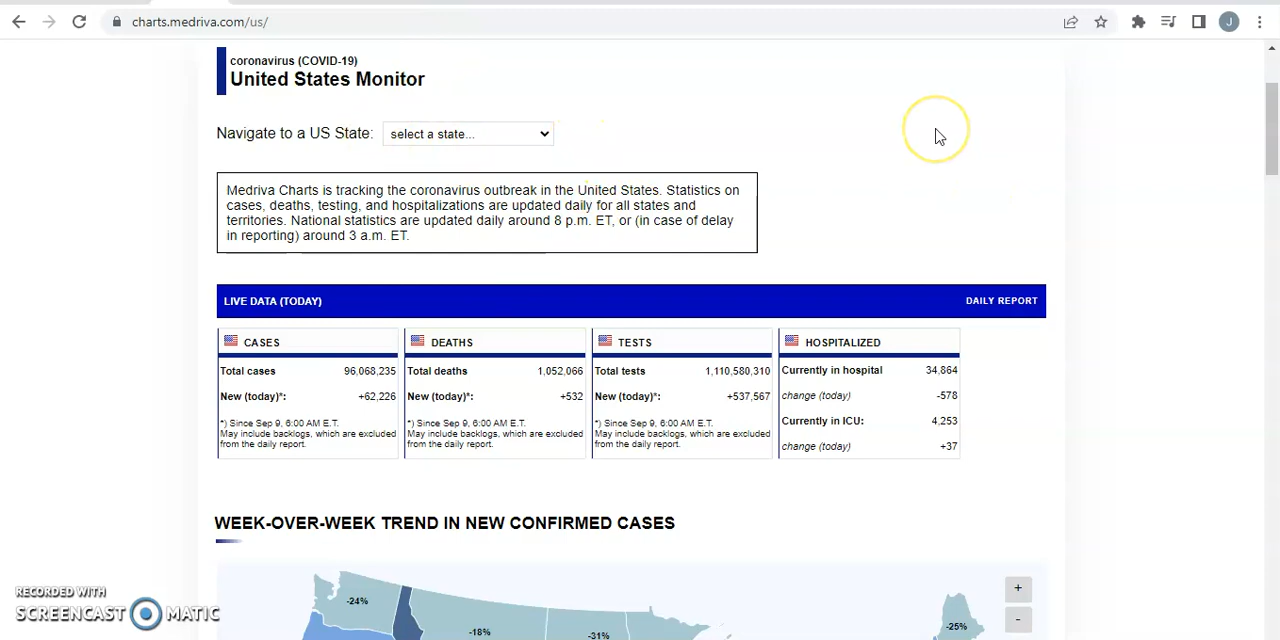 charts.medriva.com/us/
J
coronavirus (COVID-19)
United States Monitor
Navigate to a US State: select a state...
Medriva Charts is tracking the coronavirus outbreak in the United States. Statistics on
cases, deaths, testing, and hospitalizations are updated daily for all states and
territories. National statistics are updated daily around 8 p.m. ET, or (in case of delay
in reporting) around 3 a.m. ET.
LIVE DATA (TODAY) DAILY REPORT
CASES
Total cases 96,068,235
New (today)*: +62,226
*) Since Sep 9, 6:00 AM E.T.
May include backlogs, which are excluded
from the daily report.
DEATHS
Total deaths 1,052,066
New (today)*: +532
*) Since Sep 9, 6:00 AM E.T.
May include backlogs, which are excluded
from the daily report.
TESTS
Total tests 1,110,580,310
New (today)*: +537,567
*) Since Sep 9, 6:00 AM E.T.
May include backlogs, which are excluded
from the daily report.
HOSPITALIZED
Currently in hospital 34,864
change (today) -578
Currently in ICU: 4,253
change (today) +37
WEEK-OVER-WEEK TREND IN NEW CONFIRMED CASES
+
-
-24%
-18%
-31%
-25%
RECORDED WITH
SCREENCAST MATIC